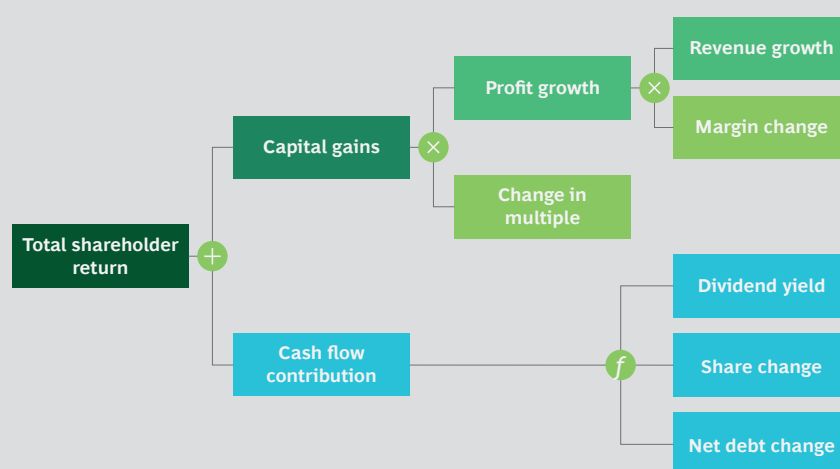 Revenue growth
Profit growth
×
Margin change
Capital gains
×
Change in
multiple
Total shareholder
return
+
Dividend yield
Cash flow
contribution
f
Share change
Net debt change